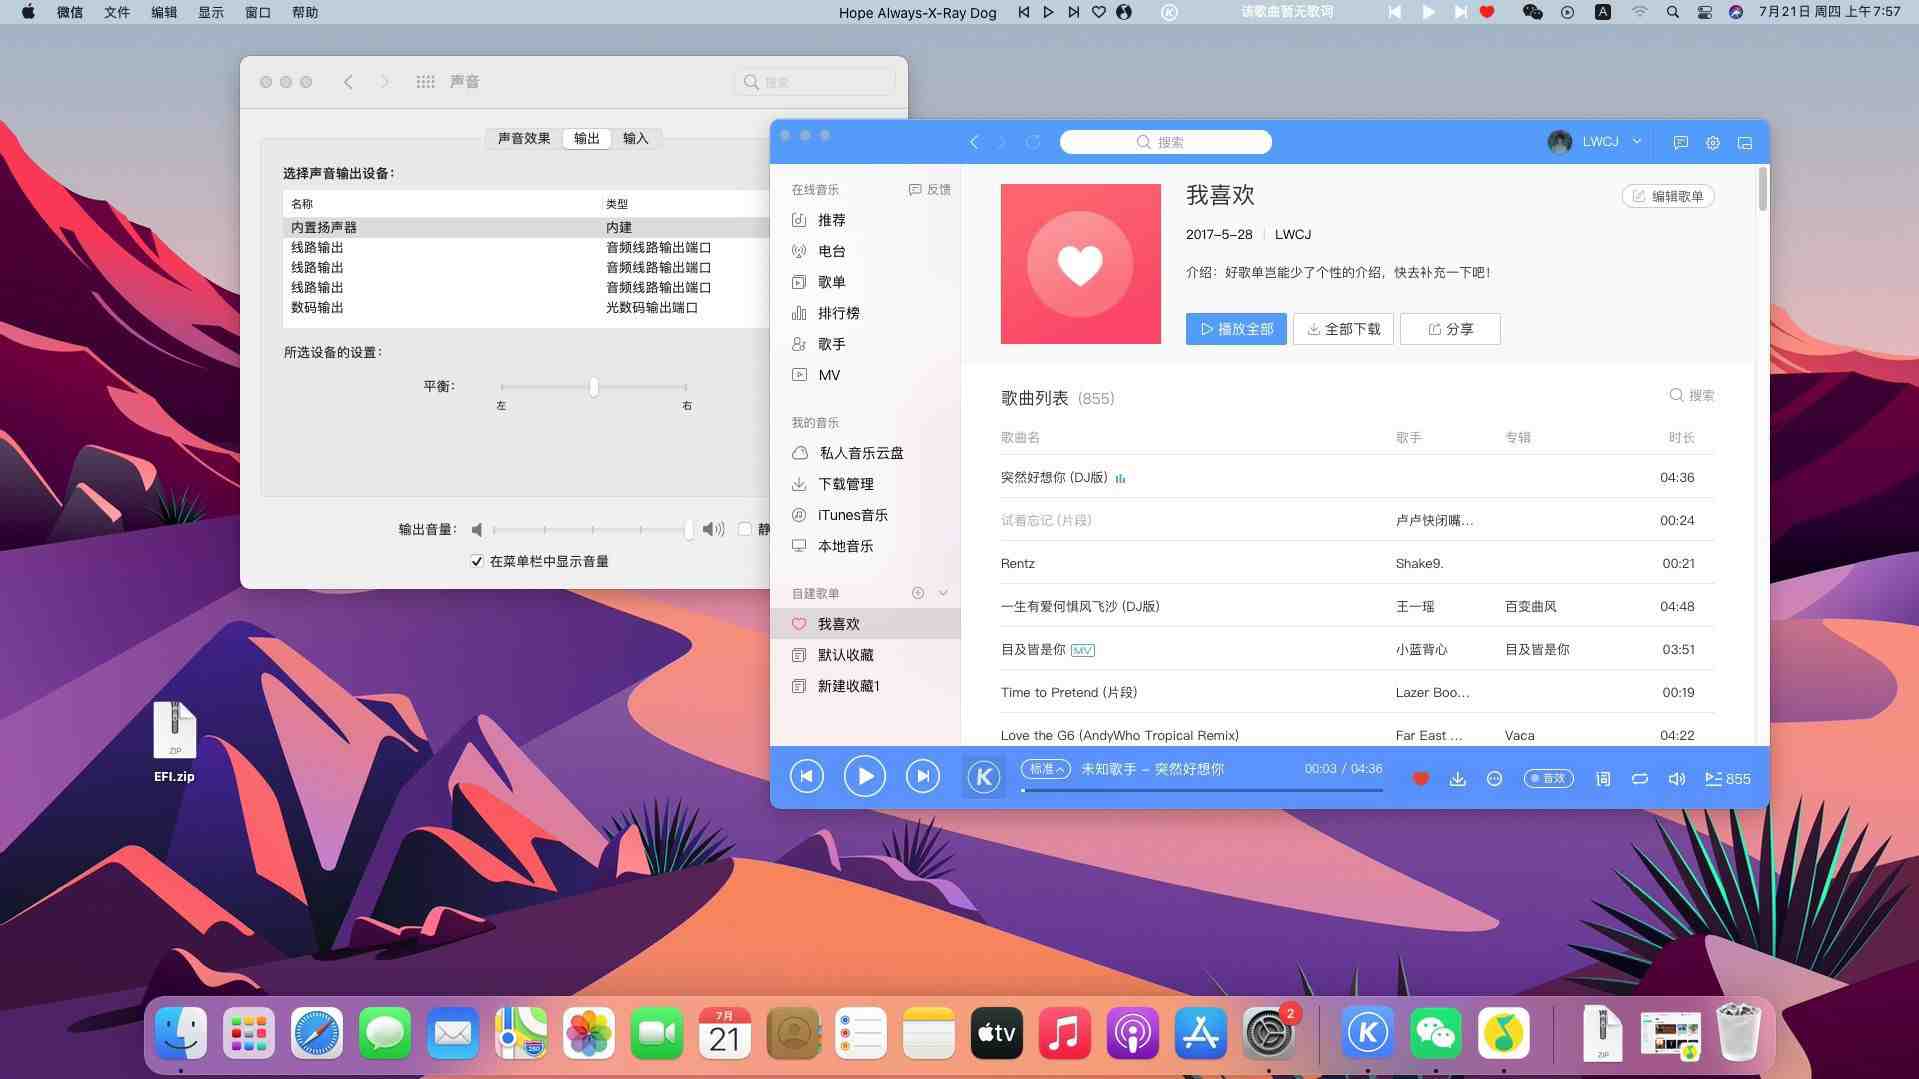 微信 文件 编辑 显示 窗口 帮助 Hope Always-X-Ray Dog 该歌曲暂无歌词 A 7月21日 周四 上午7:57
声音 搜索
声音效果 输出 输入
选择声音输出设备：
名称 类型
内置扬声器 内建
线路输出 音频线路输出端口
线路输出 音频线路输出端口
线路输出 音频线路输出端口
数码输出 光数码输出端口
所选设备的设置：
平衡：
左 右
输出音量： 静
在菜单栏中显示音量
搜索 LWCJ
在线音乐 反馈
推荐
电台
歌单
排行榜
歌手
MV
我的音乐
私人音乐云盘
下载管理
iTunes音乐
本地音乐
自建歌单
我喜欢
默认收藏
新建收藏1
我喜欢 编辑歌单
2017-5-28 LWCJ
介绍：好歌单岂能少了个性的介绍，快去补充一下吧！
播放全部 全部下载 分享
歌曲列表 (855) 搜索
歌曲名 歌手 专辑 时长
突然好想你 (DJ版) 04:36
试着忘记 (片段) 卢卢快闭嘴... 00:24
Rentz Shake9. 00:21
一生有爱何惧风飞沙 (DJ版) 王一瑶 百变曲风 04:48
目及皆是你 MV 小蓝背心 目及皆是你 03:51
Time to Pretend (片段) Lazer Boo... 00:19
Love the G6 (AndyWho Tropical Remix) Far East ... Vaca 04:22
K 标准 未知歌手 - 突然好想你 00:03 / 04:36 音效 词 855
ZIP
EFI.zip
7月
21
280
tv
2
K
ZIP